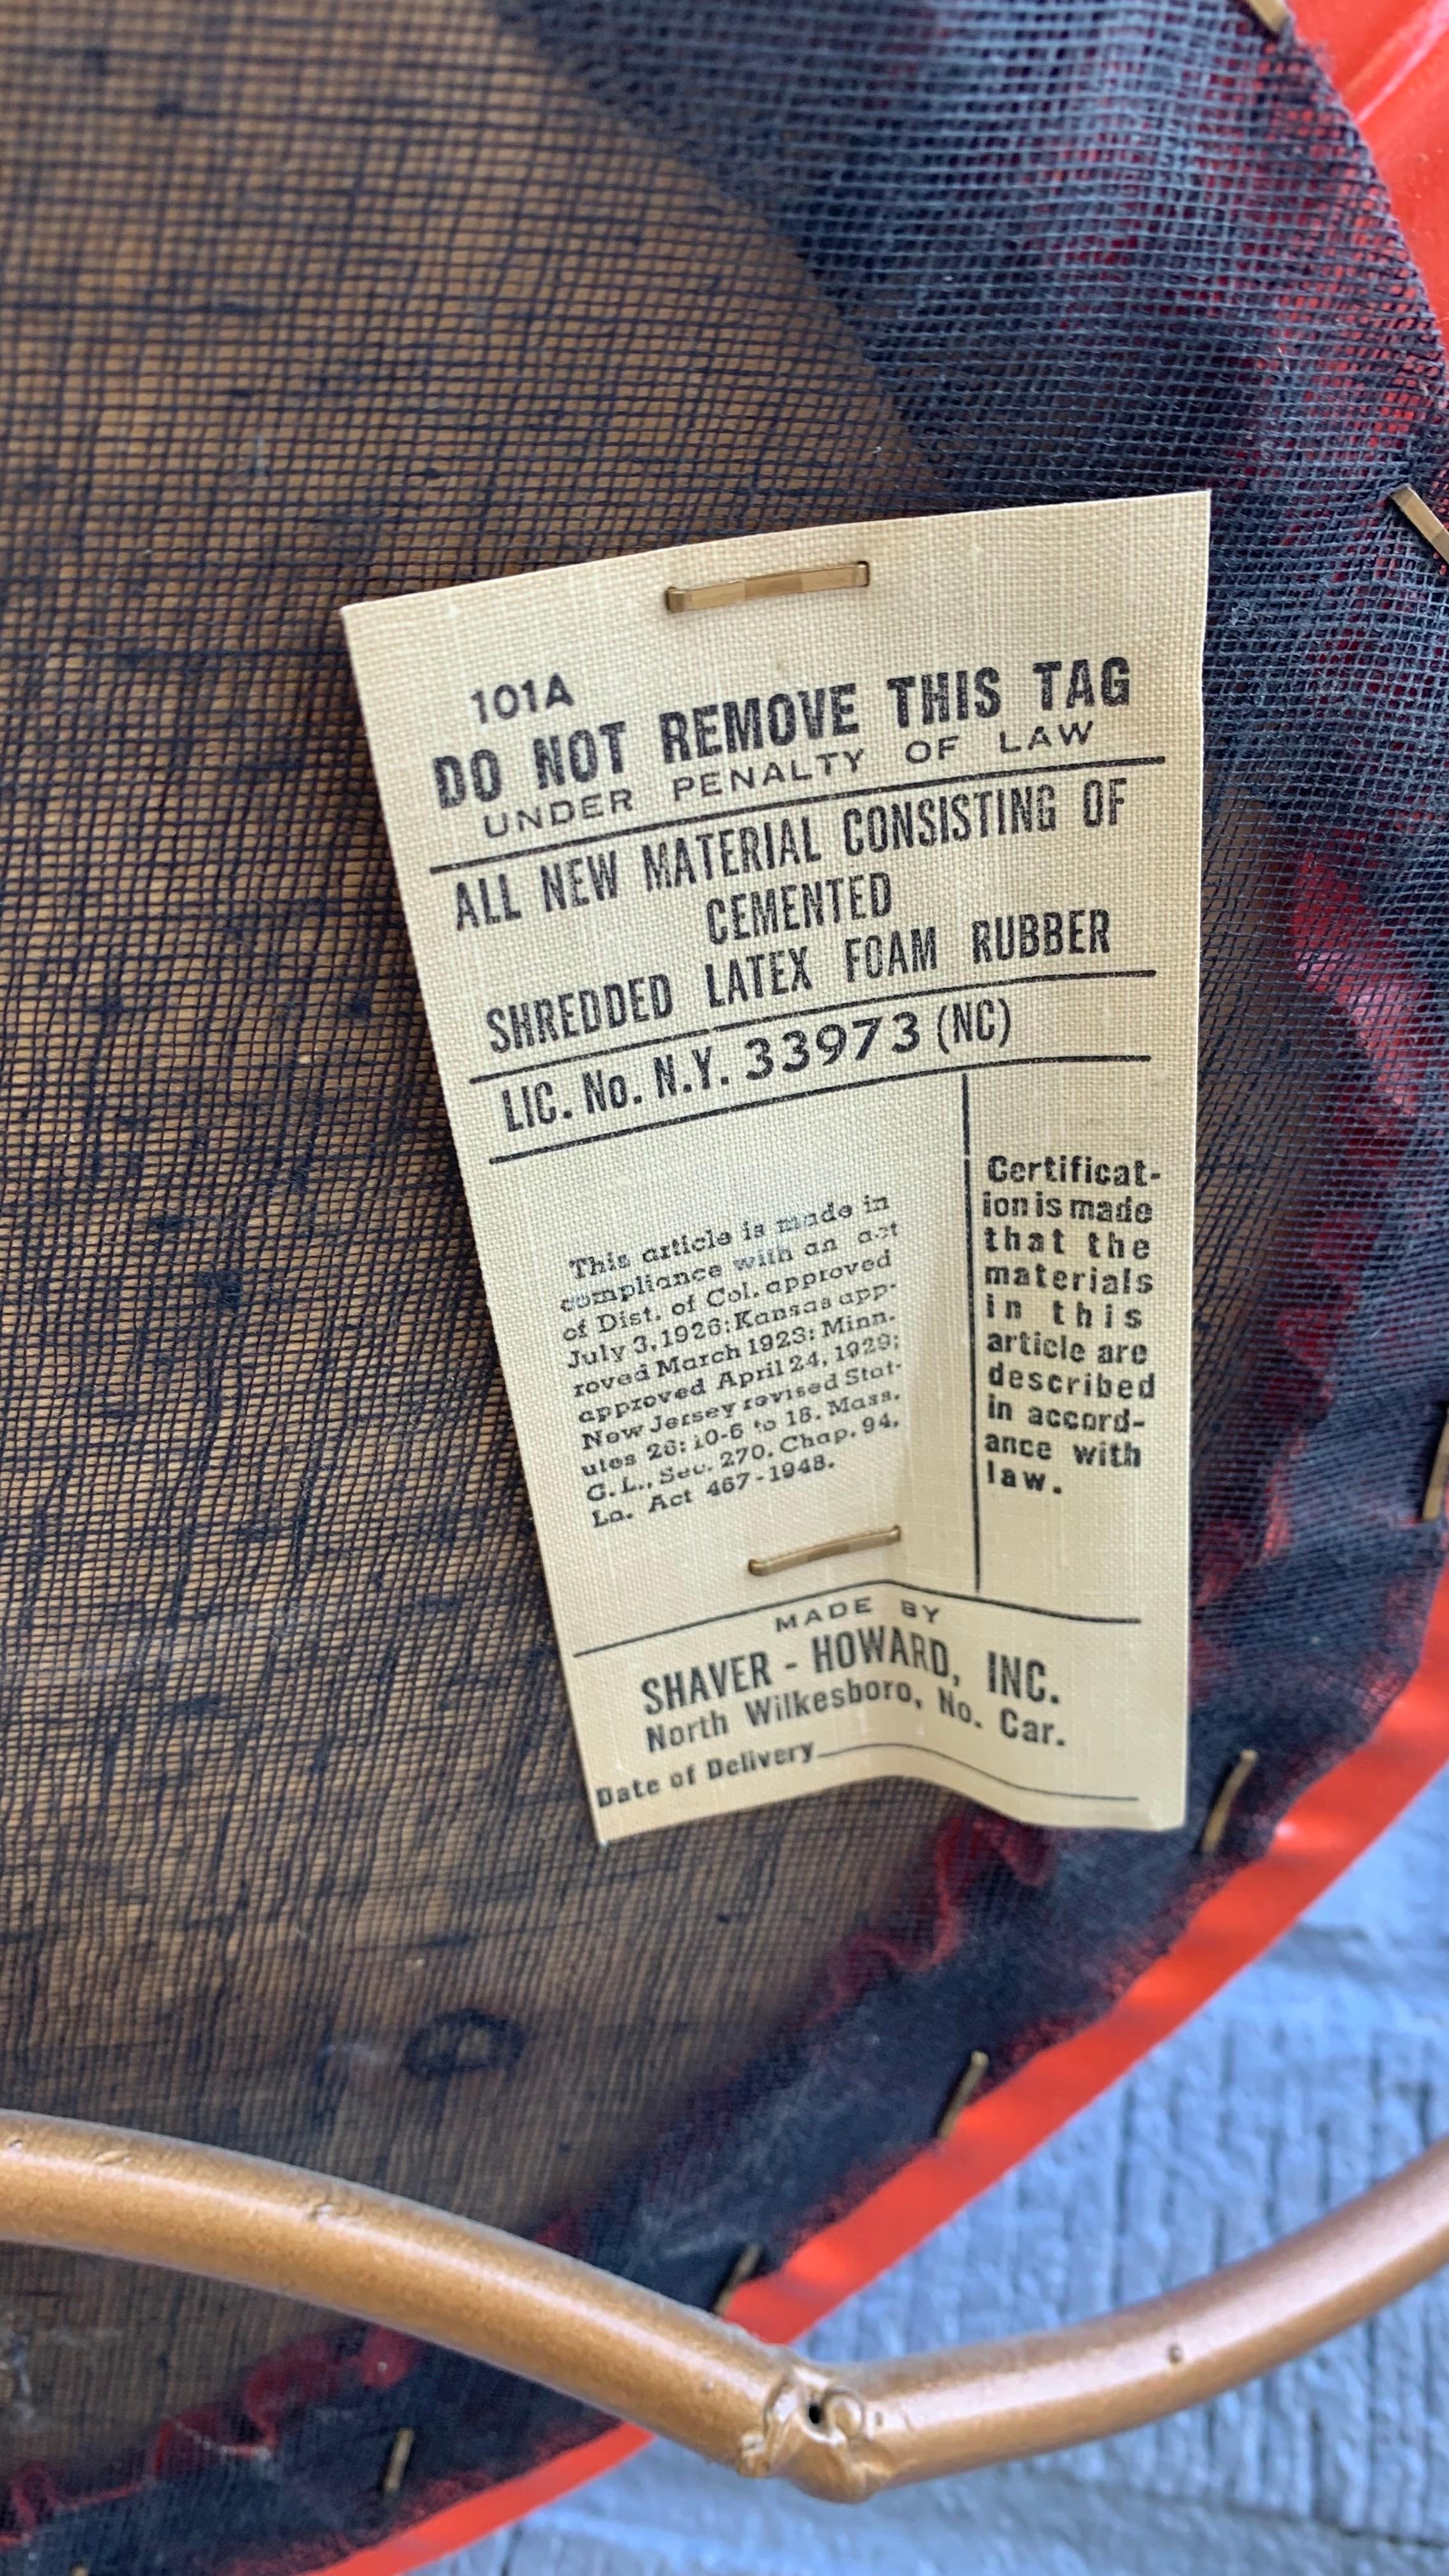 101A
DO NOT REMOVE THIS TAG
UNDER PENALTY OF LAW
ALL NEW MATERIAL CONSISTING OF
CEMENTED
SHREDDED LATEX FOAM RUBBER
LIC. No. N.Y. 33973 (NC)
This article is made in
compliance with an act
of Dist. of Col. approved
July 3, 1926; Kansas app-
roved March 1923; Minn.
approved April 24, 1929;
New Jersey revised Stat-
utes 26: 10-6 to 18. Mass.
G. L., Sec. 270. Chap. 94.
La. Act 467-1948.
Certificat-
ion is made
that the
materials
in this
article are
described
in accord-
ance with
law.
MADE BY
SHAVER - HOWARD, INC.
North Wilkesboro, No. Car.
Date of Delivery